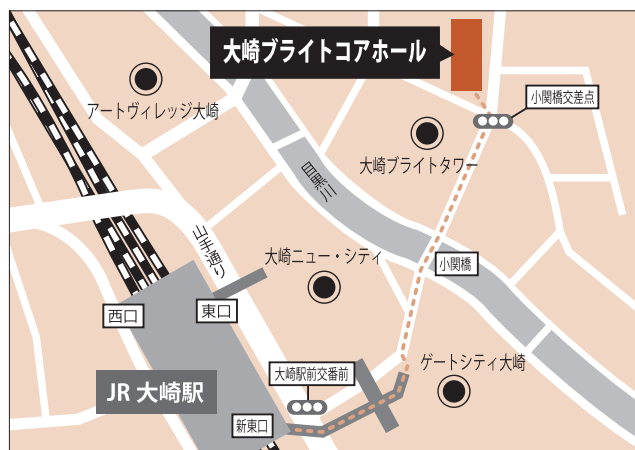 大崎ブライトコアホール
小関橋交差点
アートヴィレッジ大崎
大崎ブライトタワー
目黒川
山手通り
大崎ニュー・シティ
小関橋
東口
西口
大崎駅前交番前
ゲートシティ大崎
JR 大崎駅
新東口